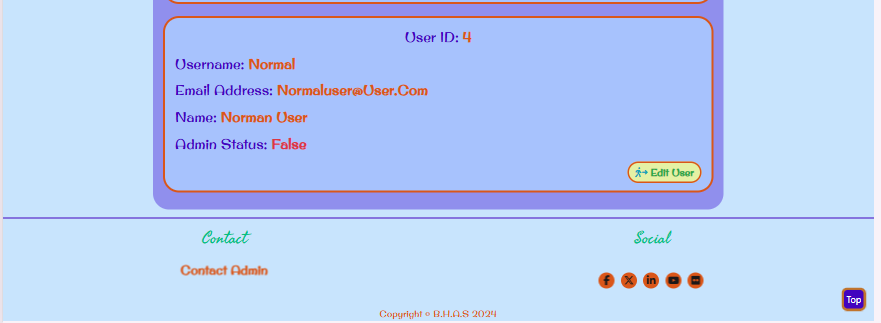 User ID: 4
Username: Normal
Email Address: Normaluser@User.Com
Name: Norman User
Admin Status: False
Edit User
Contact
Social
Contact Admin
Top
Copyright © B.H.A.S 2024